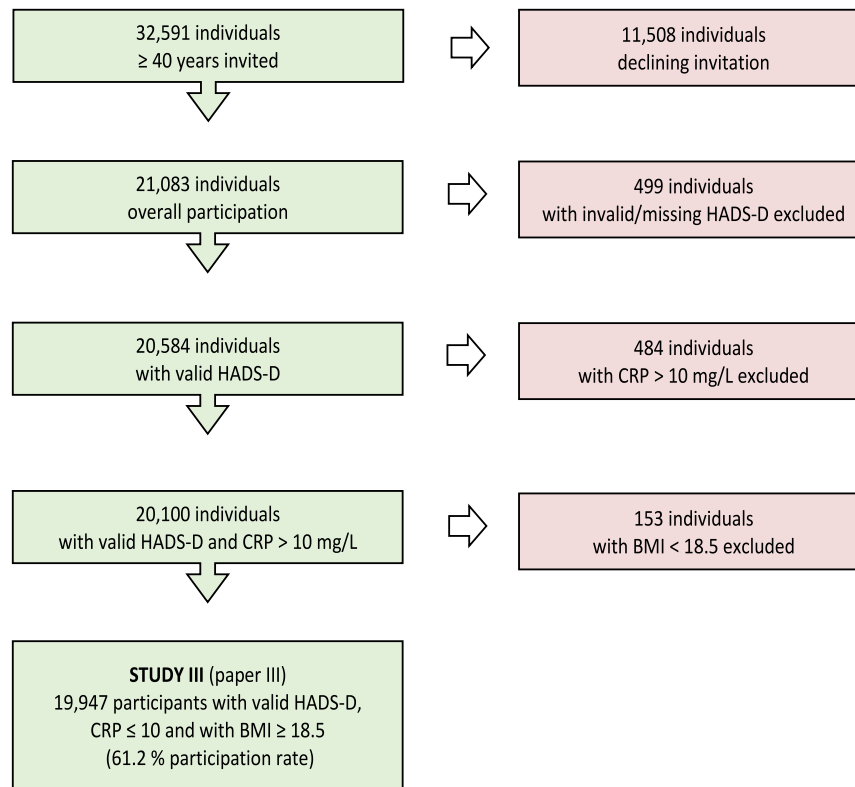 32,591 individuals
≥ 40 years invited
11,508 individuals
declining invitation
21,083 individuals
overall participation
499 individuals
with invalid/missing HADS-D excluded
20,584 individuals
with valid HADS-D
484 individuals
with CRP > 10 mg/L excluded
20,100 individuals
with valid HADS-D and CRP > 10 mg/L
153 individuals
with BMI < 18.5 excluded
STUDY III (paper III)
19,947 participants with valid HADS-D,
CRP ≤ 10 and with BMI ≥ 18.5
(61.2 % participation rate)